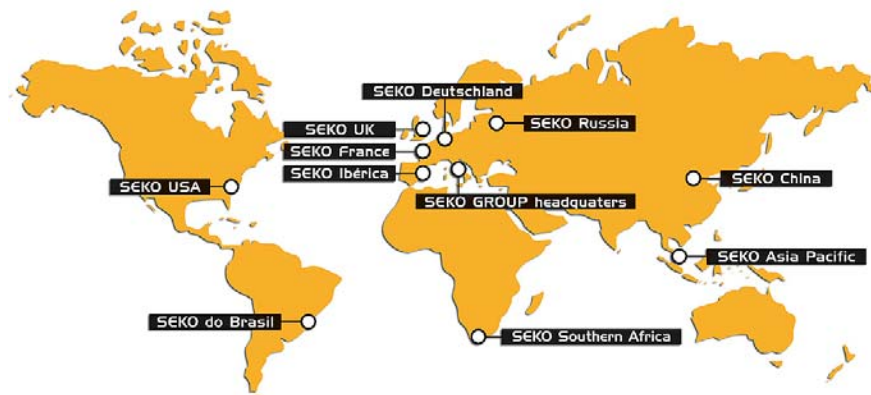 SEKO Deutschland
SEKO UK
SEKO Russia
SEKO France
SEKO Ibérica
SEKO USA
SEKO China
SEKO GROUP headquaters
SEKO Asia Pacific
SEKO do Brasil
SEKO Southern Africa